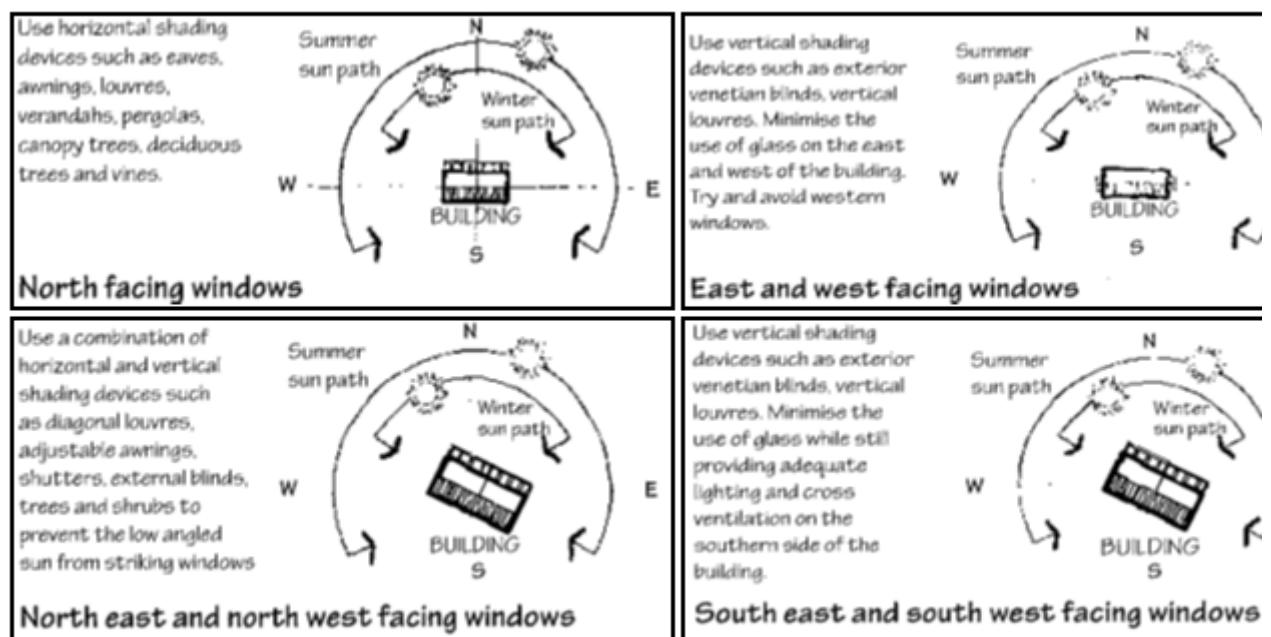 Use horizontal shading
devices such as eaves,
awnings, louvres,
verandahs, pergolas,
canopy trees, deciduous
trees and vines.
Summer
sun path
N
Winter
sun path
W
E
BUILDING
S
North facing windows
Use vertical shading
devices such as exterior
venetian blinds, vertical
louvres. Minimise the
use of glass on the east
and west of the building.
Try and avoid western
windows.
Summer
sun path
N
Winter
sun path
W
BUILDING
S
East and west facing windows
Use a combination of
horizontal and vertical
shading devices such
as diagonal louvres,
adjustable awnings,
shutters, external blinds,
trees and shrubs to
prevent the low angled
sun from striking windows
Summer
sun path
N
Winter
sun path
W
E
BUILDING
S
North east and north west facing windows
Use vertical shading
devices such as exterior
venetian blinds, vertical
louvres. Minimise the
use of glass while still
providing adequate
lighting and cross
ventilation on the
southern side of the
building.
Summer
sun path
N
Winter
sun path
W
BUILDING
S
South east and south west facing windows